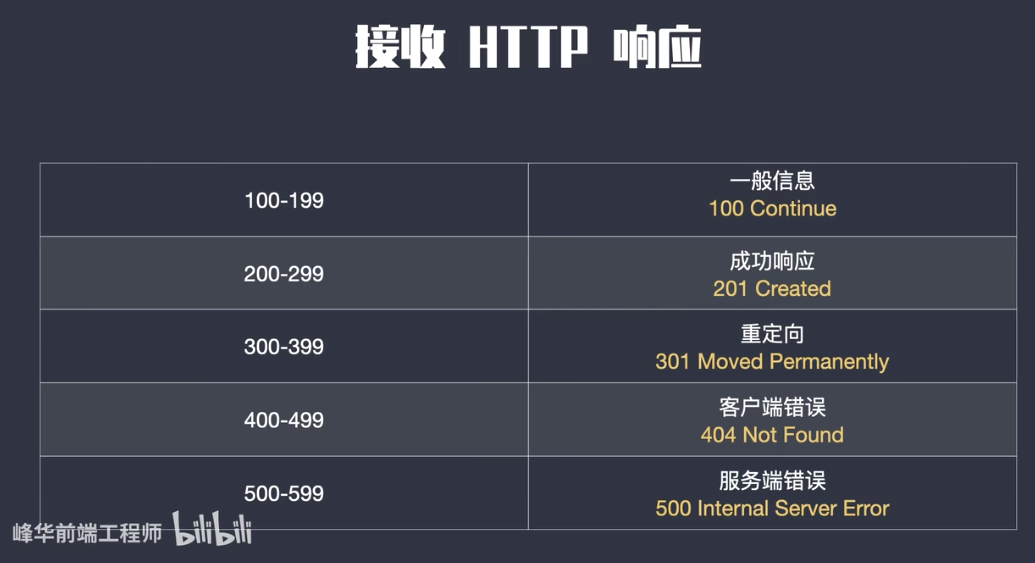 接收 HTTP 响应
100-199
一般信息
100 Continue
200-299
成功响应
201 Created
300-399
重定向
301 Moved Permanently
400-499
客户端错误
404 Not Found
500-599
服务端错误
500 Internal Server Error
峰华前端工程师 bilibili